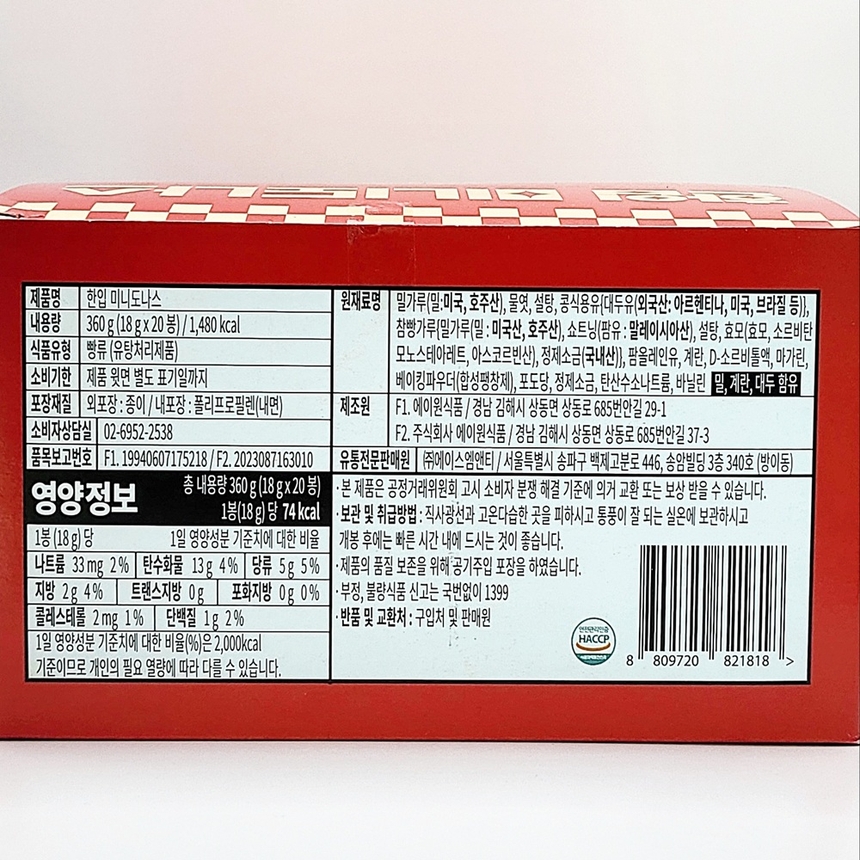 제품명 한입 미니도나스
내용량 360 g (18 g x 20 봉) / 1,480 kcal
식품유형 빵류 (유탕처리제품)
소비기한 제품 윗면 별도 표기일까지
포장재질 외포장 : 종이 / 내포장 : 폴리프로필렌(내면)
소비자상담실 02-6952-2538
품목보고번호 F1. 19940607175218 / F2. 2023087163010
영양정보
총 내용량 360 g (18 g x 20 봉)
1봉(18 g) 당 74 kcal
1봉 (18 g) 당 1일 영양성분 기준치에 대한 비율
나트륨 33 mg 2% 탄수화물 13 g 4% 당류 5 g 5%
지방 2 g 4% 트랜스지방 0 g 포화지방 0 g 0%
콜레스테롤 2 mg 1% 단백질 1 g 2%
1일 영양성분 기준치에 대한 비율(%)은 2,000kcal
기준이므로 개인의 필요 열량에 따라 다를 수 있습니다.
원재료명 밀가루(밀:미국, 호주산), 물엿, 설탕, 콩식용유{대두유(외국산: 아르헨티나, 미국, 브라질 등)},
참빵가루{밀가루(밀 : 미국산, 호주산), 쇼트닝(팜유 : 말레이시아산), 설탕, 효모(효모, 소르비탄
모노스테아레트, 아스코르빈산), 정제소금(국내산)}, 팜올레인유, 계란, D-소르비톨액, 마가린,
베이킹파우더(합성팽창제), 포도당, 정제소금, 탄산수소나트륨, 바닐린 밀, 계란, 대두 함유
제조원 F1. 에이원식품 / 경남 김해시 상동면 상동로 685번안길 29-1
F2. 주식회사 에이원식품 / 경남 김해시 상동면 상동로 685번안길 37-3
유통전문판매원 ㈜에이스엠앤티 / 서울특별시 송파구 백제고분로 446, 송암빌딩 3층 340호 (방이동)
· 본 제품은 공정거래위원회 고시 소비자 분쟁 해결 기준에 의거 교환 또는 보상 받을 수 있습니다.
· 보관 및 취급방법 : 직사광선과 고온다습한 곳을 피하시고 통풍이 잘 되는 실온에 보관하시고
개봉 후에는 빠른 시간 내에 드시는 것이 좋습니다.
· 제품의 품질 보존을 위해 공기주입 포장을 하였습니다.
· 부정, 불량식품 신고는 국번없이 1399
· 반품 및 교환처 : 구입처 및 판매원
HACCP
8 809720 821818 >